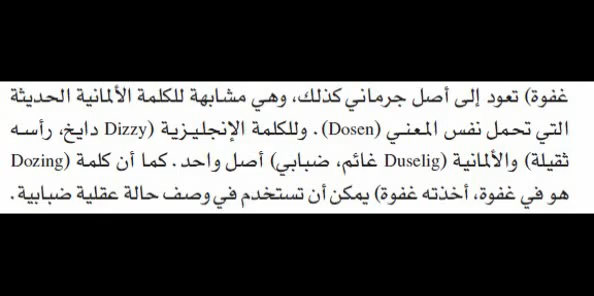 غفوة) تعود إلى أصل جرماني كذلك، وهي مشابهة للكلمة الألمانية الحديثة
التي تحمل نفس المعنى (Dosen). وللكلمة الإنجليزية (Dizzy دايخ، رأسه
ثقيلة) والألمانية (Duselig غائم، ضبابي) أصل واحد. كما أن كلمة (Dozing
هو في غفوة، أخذته غفوة) يمكن أن تستخدم في وصف حالة عقلية ضبابية.